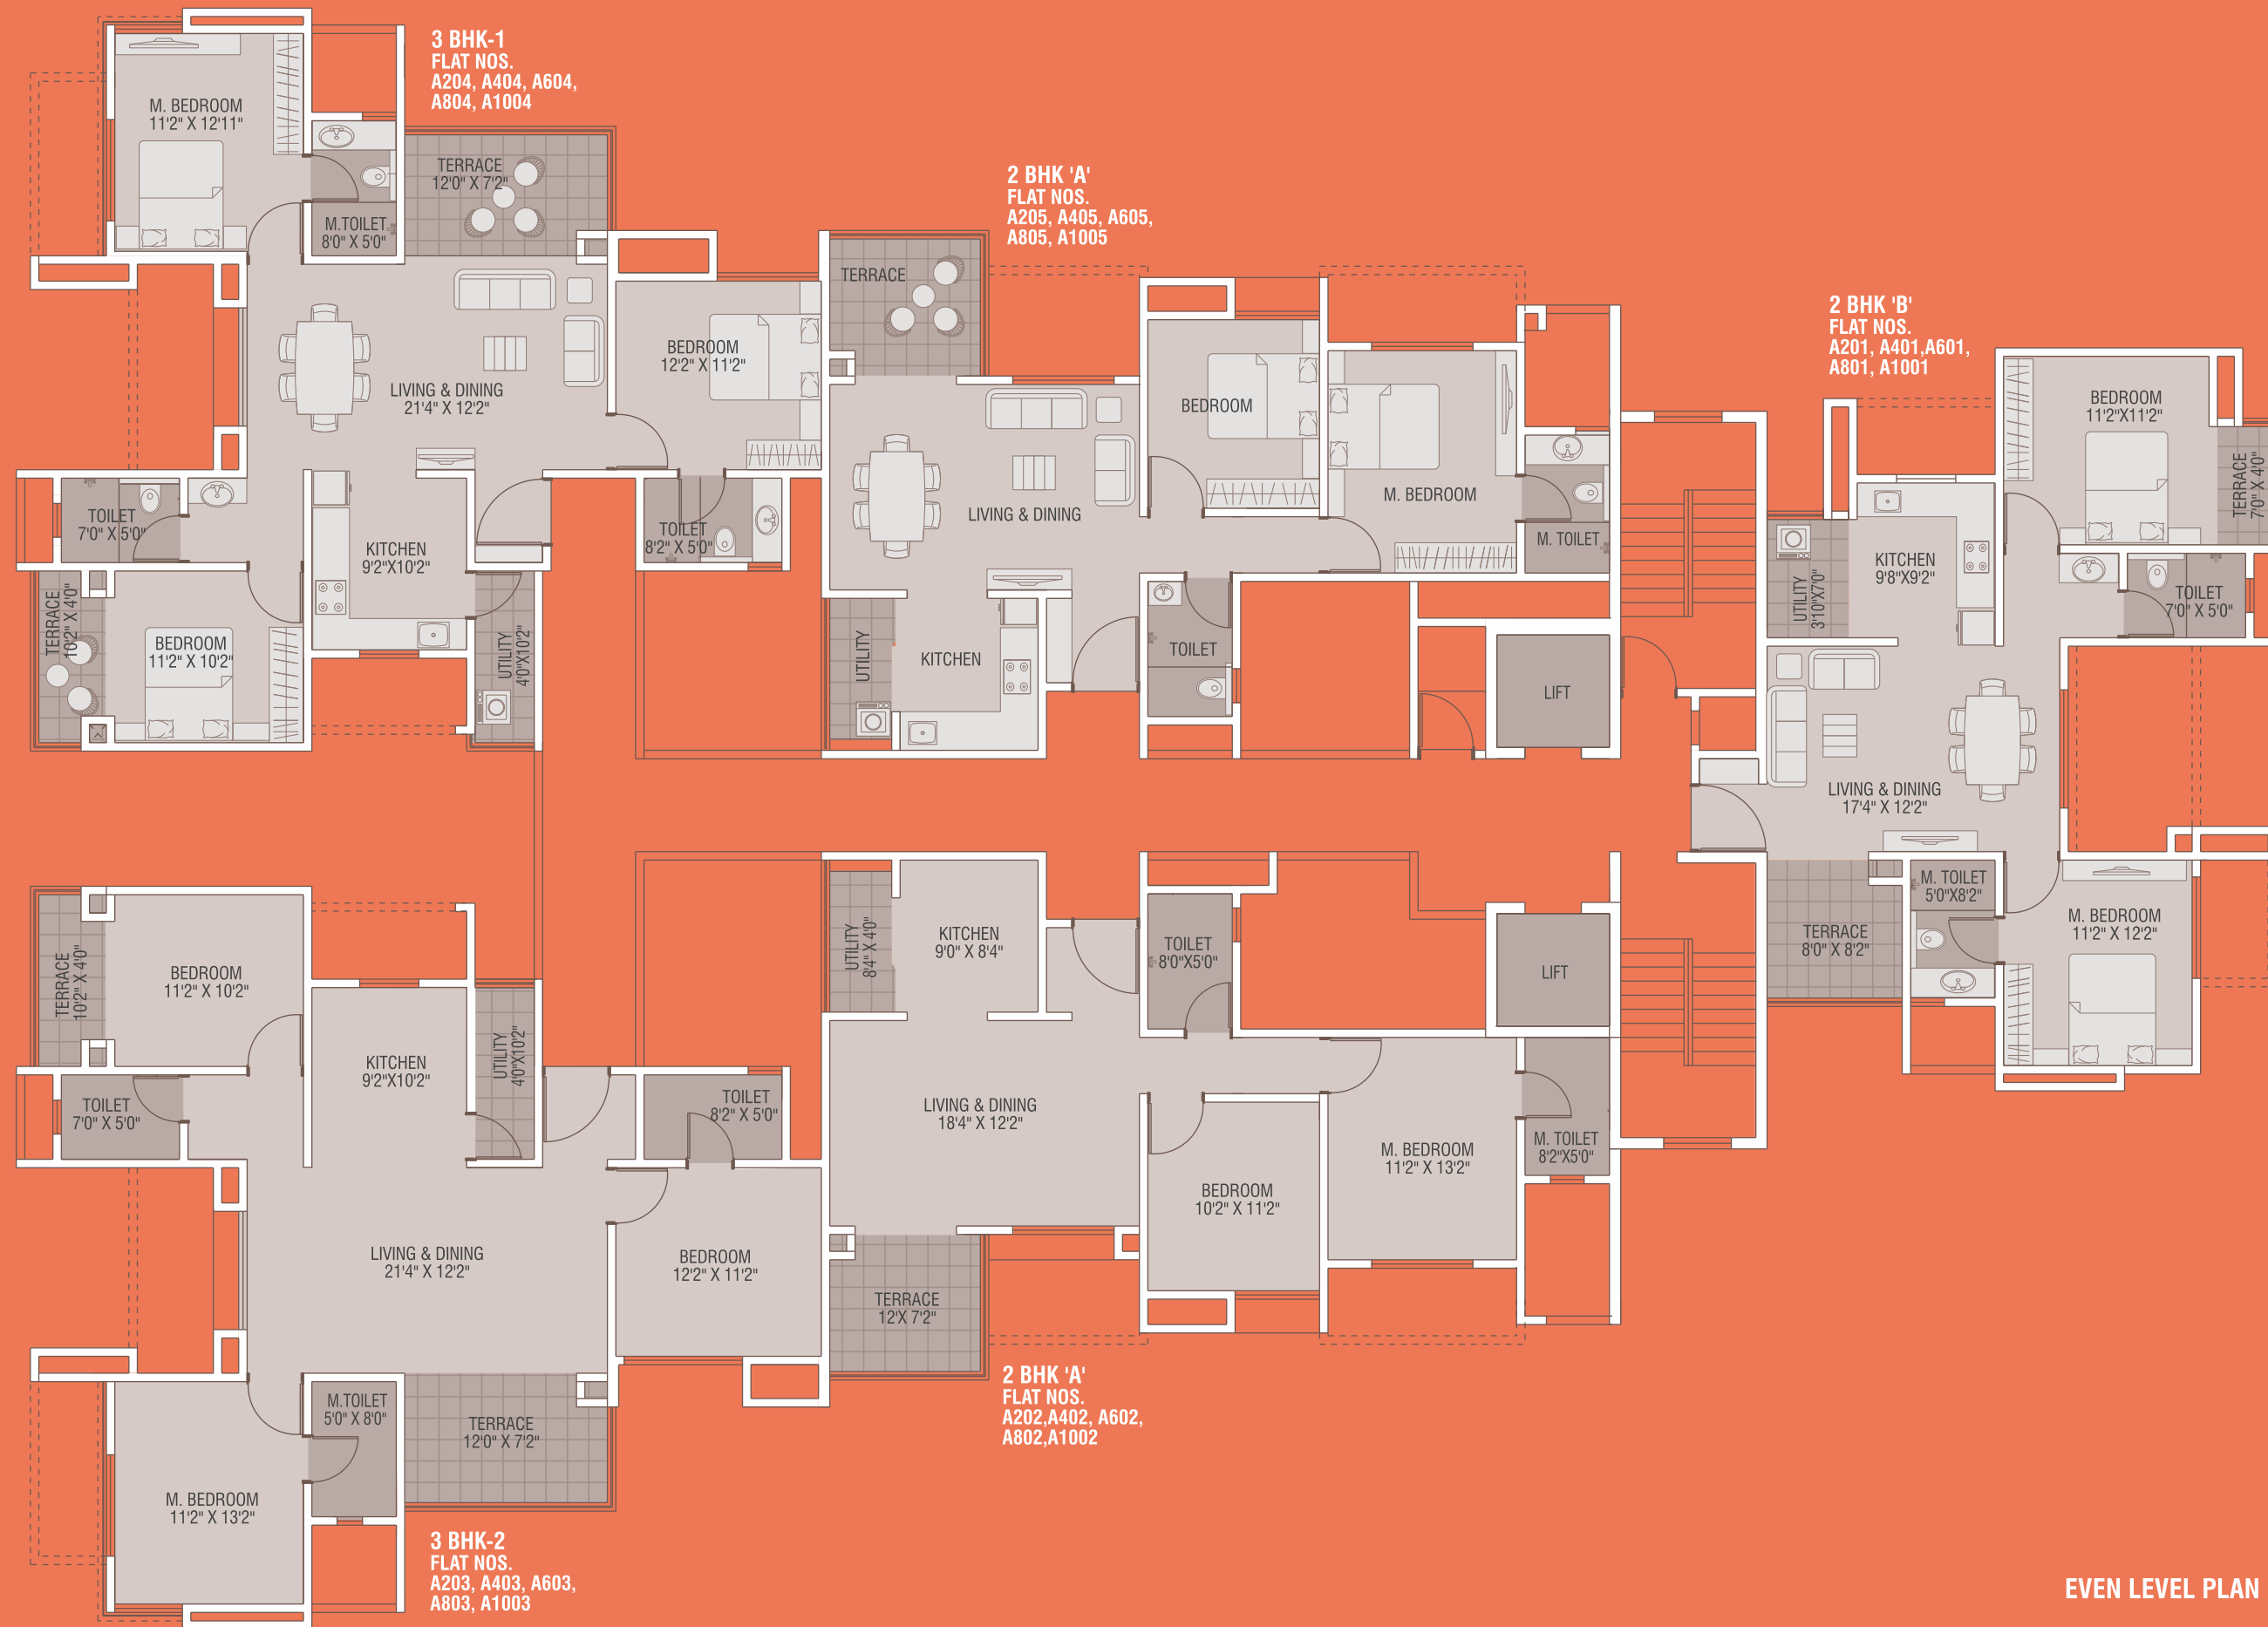 3 BHK-1
FLAT NOS.
A204, A404, A604,
A804, A1004
M. BEDROOM
11'2" X 12'11"
TERRACE
12'0" X 7'2"
M.TOILET
8'0" X 5'0"
LIVING & DINING
21'4" X 12'2"
BEDROOM
12'2" X 11'2"
TOILET
7'0" X 5'0"
KITCHEN
9'2"X10'2"
TOILET
8'2" X 5'0"
TERRACE
10'2" X 4'0"
BEDROOM
11'2" X 10'2"
UTILITY
4'0"X10'2"
2 BHK 'A'
FLAT NOS.
A205, A405, A605,
A805, A1005
TERRACE
BEDROOM
M. BEDROOM
LIVING & DINING
M. TOILET
UTILITY
KITCHEN
TOILET
LIFT
2 BHK 'B'
FLAT NOS.
A201, A401,A601,
A801, A1001
BEDROOM
11'2"X11'2"
TERRACE
7'0" X 4'0"
KITCHEN
9'8"X9'2"
UTILITY
3'10"X7'0"
TOILET
7'0" X 5'0"
LIVING & DINING
17'4" X 12'2"
M. TOILET
5'0"X8'2"
M. BEDROOM
11'2" X 12'2"
TERRACE
8'0" X 8'2"
TERRACE
10'2" X 4'0"
BEDROOM
11'2" X 10'2"
KITCHEN
9'2"X10'2"
UTILITY
4'0"X10'2"
TOILET
7'0" X 5'0"
TOILET
8'2" X 5'0"
LIVING & DINING
21'4" X 12'2"
BEDROOM
12'2" X 11'2"
M.TOILET
5'0" X 8'0"
TERRACE
12'0" X 7'2"
M. BEDROOM
11'2" X 13'2"
3 BHK-2
FLAT NOS.
A203, A403, A603,
A803, A1003
UTILITY
8'4" X 4'0"
KITCHEN
9'0" X 8'4"
TOILET
8'0"X5'0"
LIFT
LIVING & DINING
18'4" X 12'2"
M. BEDROOM
11'2" X 13'2"
M. TOILET
8'2"X5'0"
BEDROOM
10'2" X 11'2"
TERRACE
12'X 7'2"
2 BHK 'A'
FLAT NOS.
A202,A402, A602,
A802,A1002
EVEN LEVEL PLAN